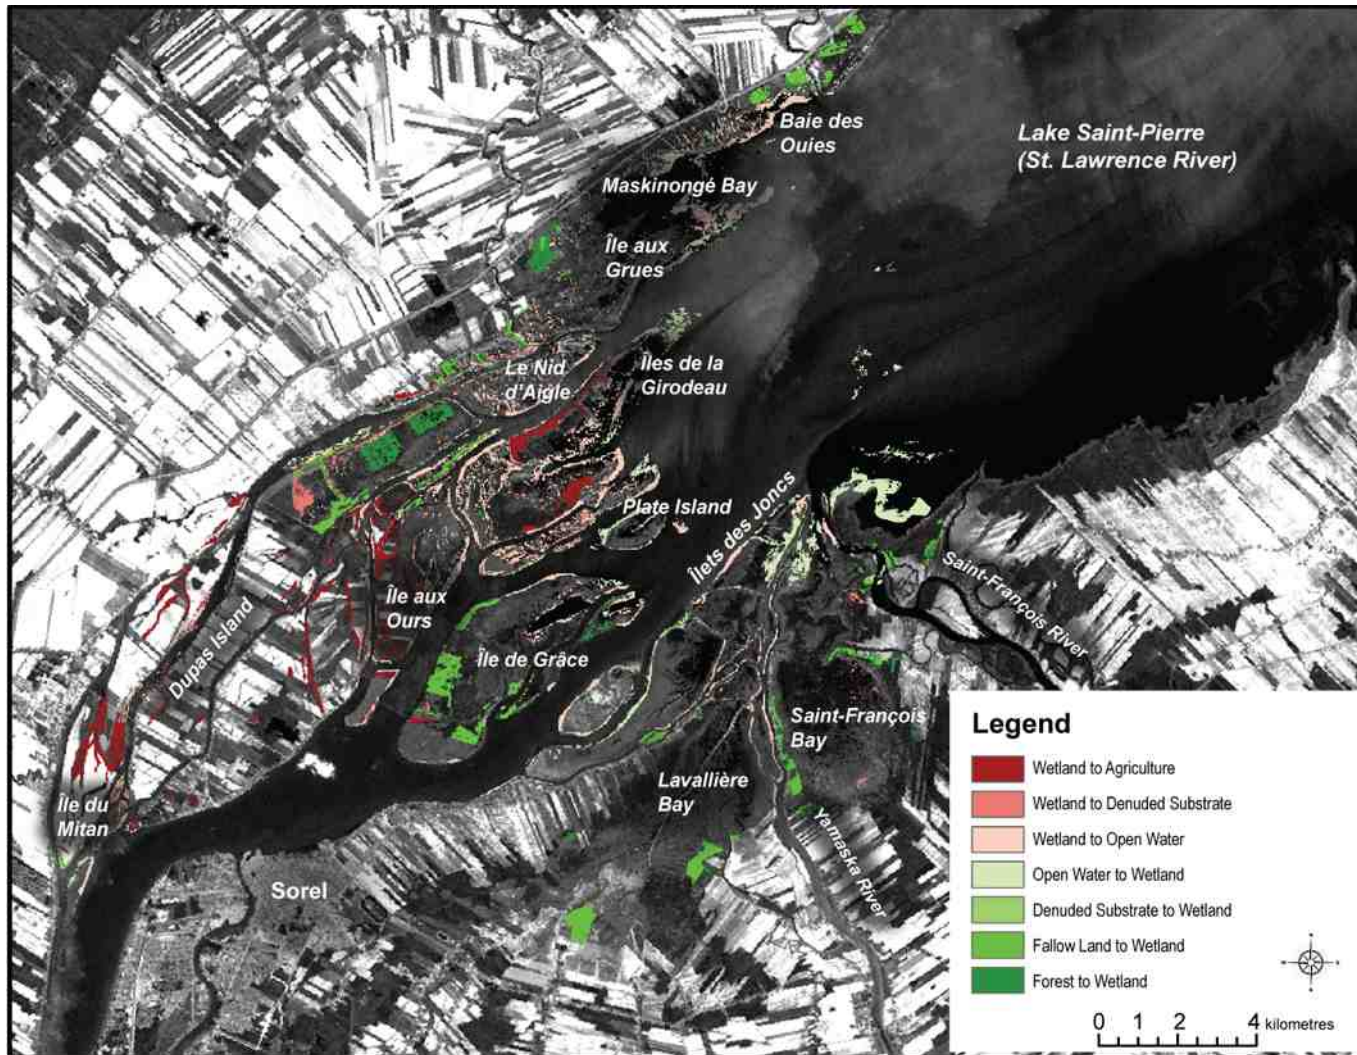 Baie des
Ouies
Lake Saint-Pierre
(St. Lawrence River)
Maskinongé Bay
Île aux
Grues
Le Nid
d'Aigle
Îles de la
Girodeau
Plate Island
Îlets des Joncs
Saint-François River
Île aux
Ours
Dupas Island
Île de Grâce
Saint-François
Bay
Lavallière
Bay
Île du
Mitan
Yamaska River
Sorel
Legend
Wetland to Agriculture
Wetland to Denuded Substrate
Wetland to Open Water
Open Water to Wetland
Denuded Substrate to Wetland
Fallow Land to Wetland
Forest to Wetland
0 1 2 4 kilometres